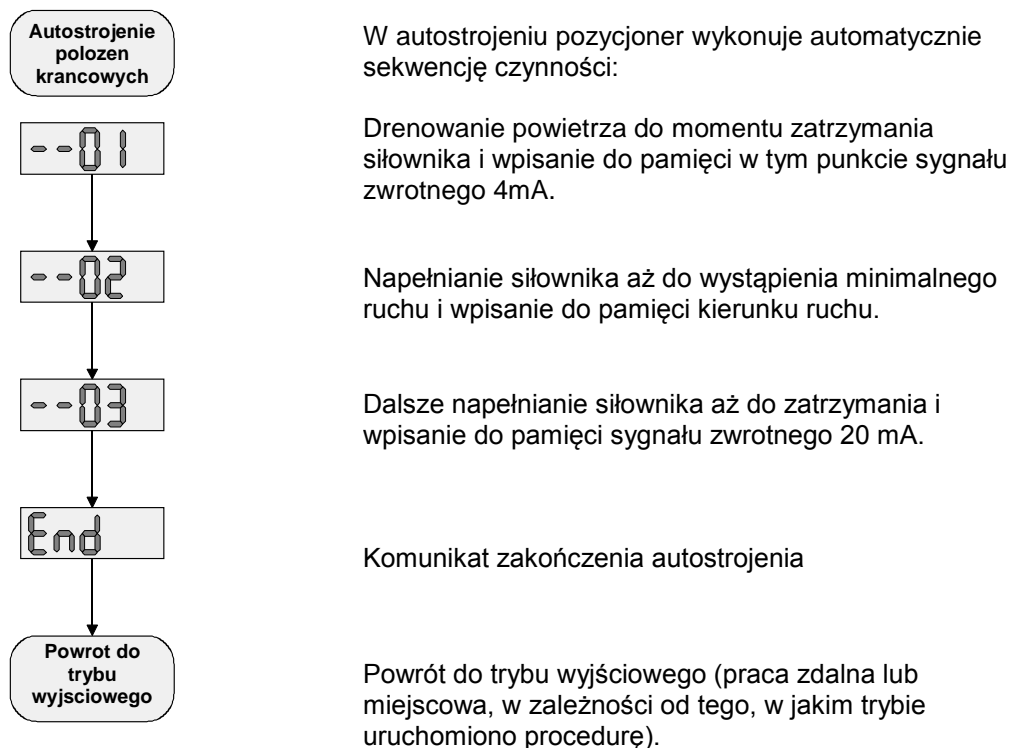 Autostrojenie
polozen
krancowych
W autostrojeniu pozycjoner wykonuje automatycznie
sekwencję czynności:
--01
Drenowanie powietrza do momentu zatrzymania
siłownika i wpisanie do pamięci w tym punkcie sygnału
zwrotnego 4mA.
--02
Napełnianie siłownika aż do wystąpienia minimalnego
ruchu i wpisanie do pamięci kierunku ruchu.
--03
Dalsze napełnianie siłownika aż do zatrzymania i
wpisanie do pamięci sygnału zwrotnego 20 mA.
End
Komunikat zakończenia autostrojenia
Powrot do
trybu
wyjsciowego
Powrót do trybu wyjściowego (praca zdalna lub
miejscowa, w zależności od tego, w jakim trybie
uruchomiono procedurę).